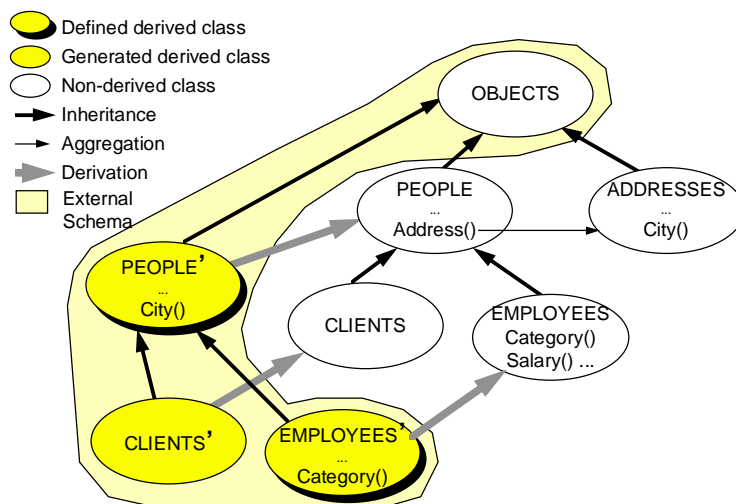 Defined derived class
Generated derived class
Non-derived class
Inheritance
Aggregation
Derivation
External
Schema
OBJECTS
PEOPLE
...
Address()
ADDRESSES
...
City()
PEOPLE’
...
City()
CLIENTS
EMPLOYEES
Category()
Salary() ...
CLIENTS’
EMPLOYEES’
...
Category()